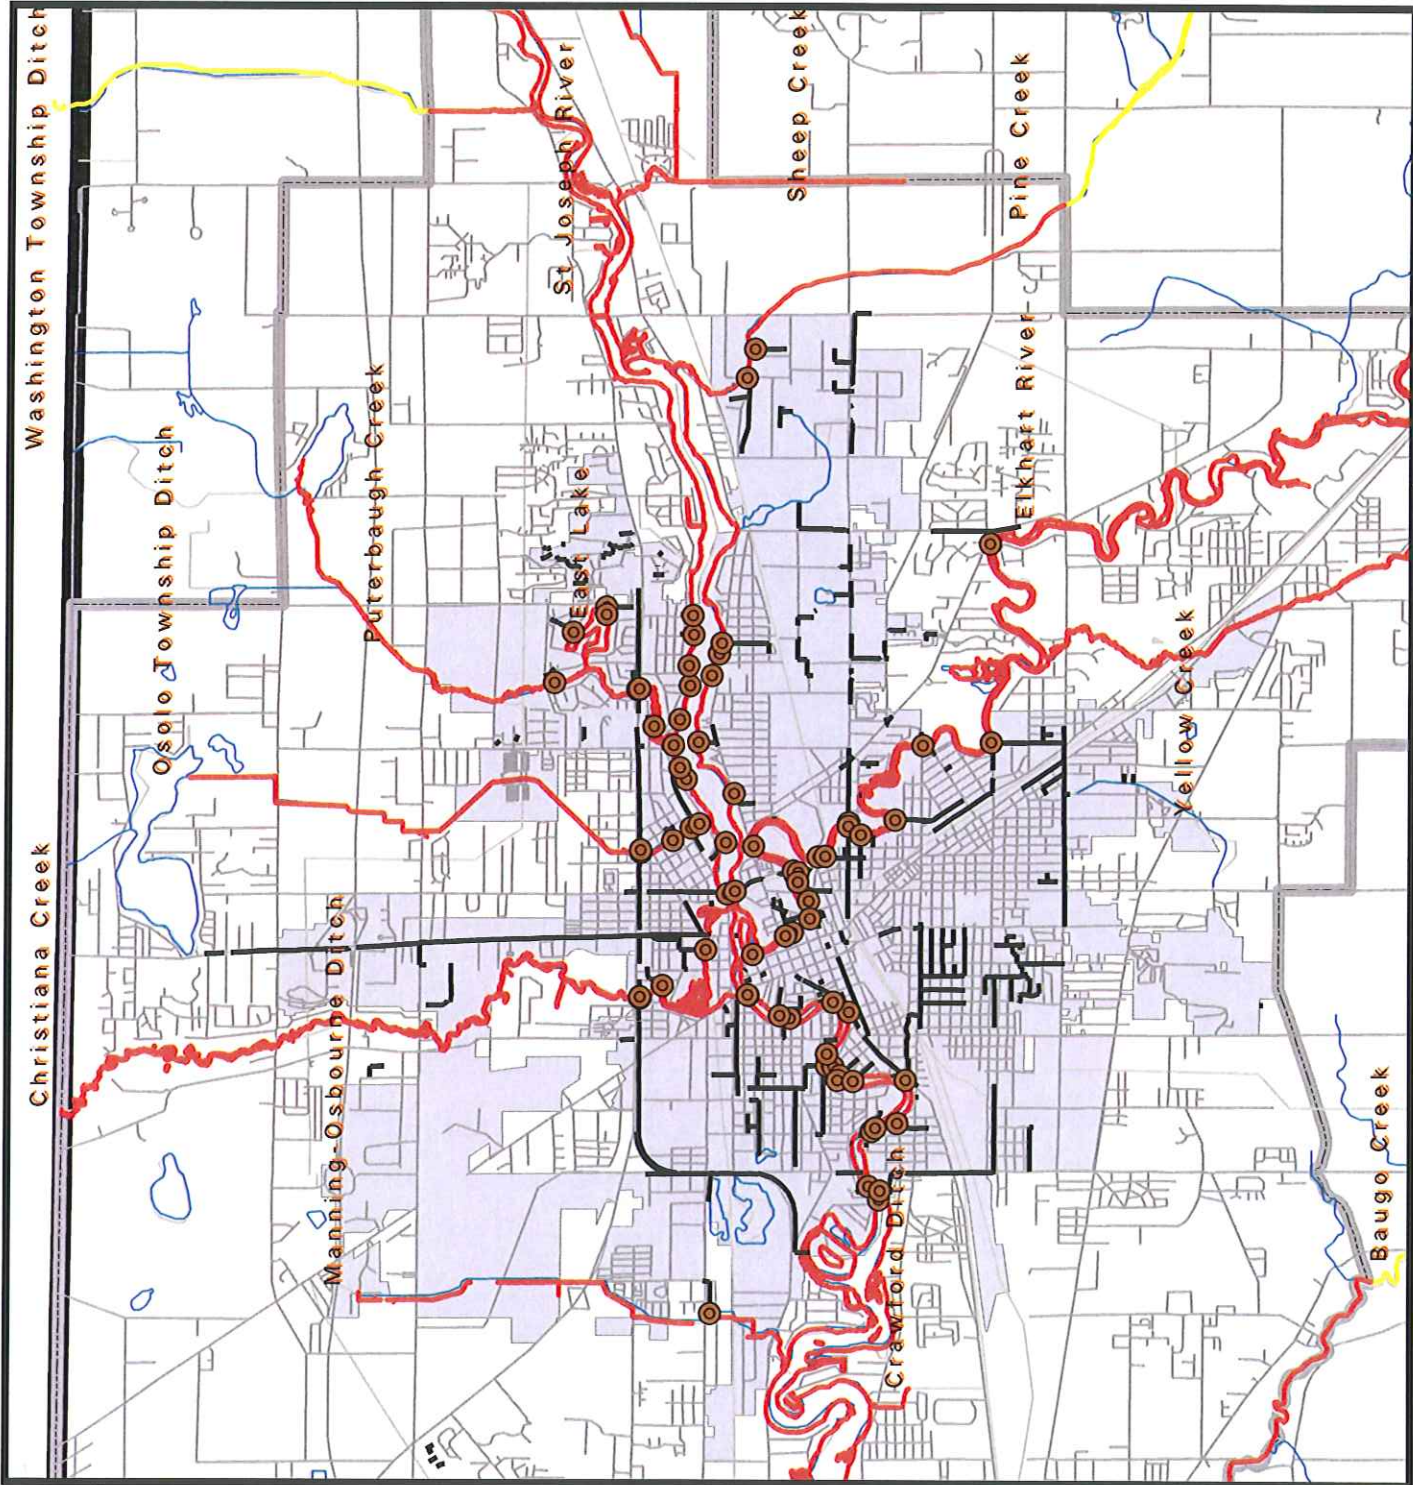 Washington Township Ditch
St Joseph River
Sheep Creek
Pine Creek
Puterbaugh Creek
Osolo Township Ditch
East Lake
Elkhart River
Yellow Creek
Christiana Creek
Manning-Osbourne Ditch
Crawford Ditch
Baugo Creek